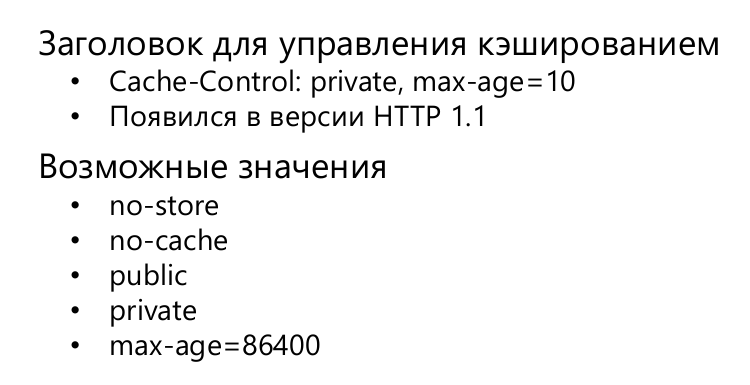 Заголовок для управления кэшированием
• Cache-Control: private, max-age=10
• Появился в версии HTTP 1.1
Возможные значения
• no-store
• no-cache
• public
• private
• max-age=86400